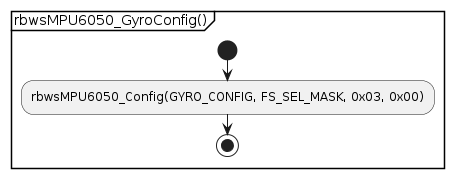 rbwsMPU6050_GyroConfig()
rbwsMPU6050_Config(GYRO_CONFIG, FS_SEL_MASK, 0x03, 0x00)